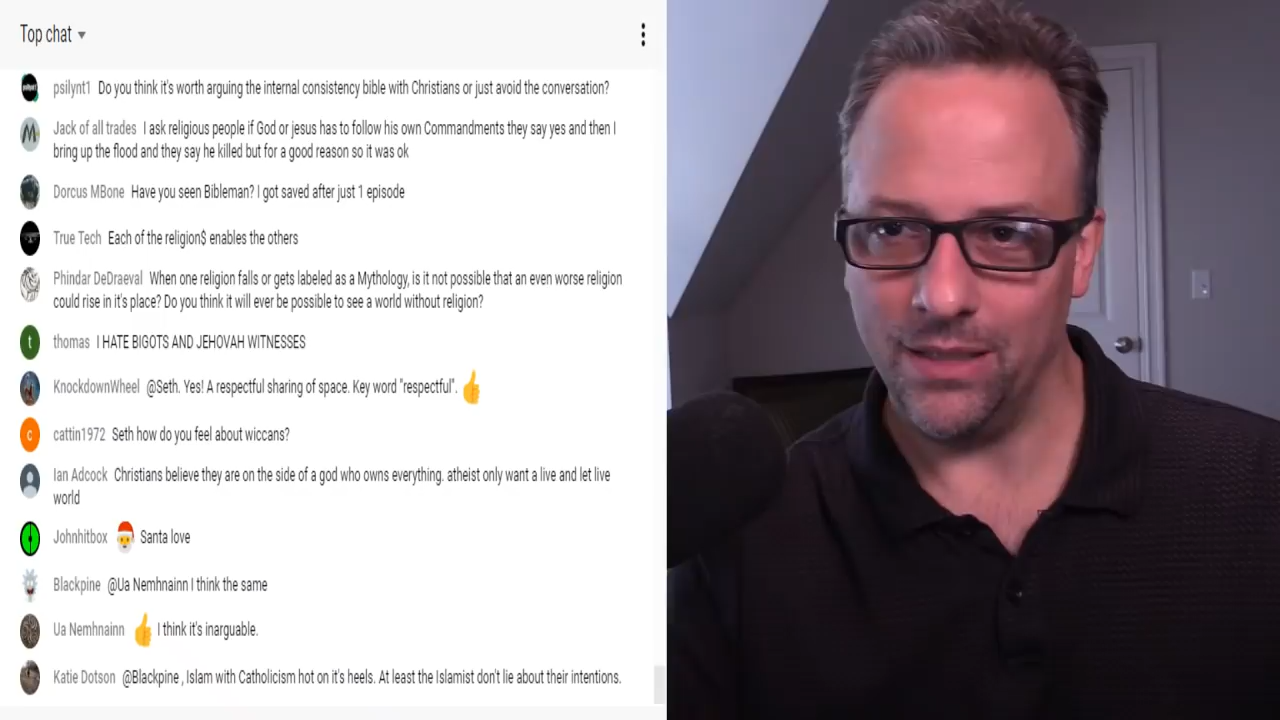 Top chat
psilynt1 Do you think it's worth arguing the internal consistency bible with Christians or just avoid the conversation?
Jack of all trades I ask religious people if God or jesus has to follow his own Commandments they say yes and then I
bring up the flood and they say he killed but for a good reason so it was ok
Dorcus MBone Have you seen Bibleman? I got saved after just 1 episode
True Tech Each of the religion$ enables the others
Phindar DeDraeval When one religion falls or gets labeled as a Mythology, is it not possible that an even worse religion
could rise in it's place? Do you think it will ever be possible to see a world without religion?
t
thomas I HATE BIGOTS AND JEHOVAH WITNESSES
KnockdownWheel @Seth. Yes! A respectful sharing of space. Key word "respectful". 👍
c
cattin1972 Seth how do you feel about wiccans?
Ian Adcock Christians believe they are on the side of a god who owns everything. atheist only want a live and let live
world
Johnhitbox 🎅 Santa love
Blackpine @Ua Nemhnainn I think the same
Ua Nemhnainn 👍 I think it's inarguable.
Katie Dotson @Blackpine , Islam with Catholicism hot on it's heels. At least the Islamist don't lie about their intentions.